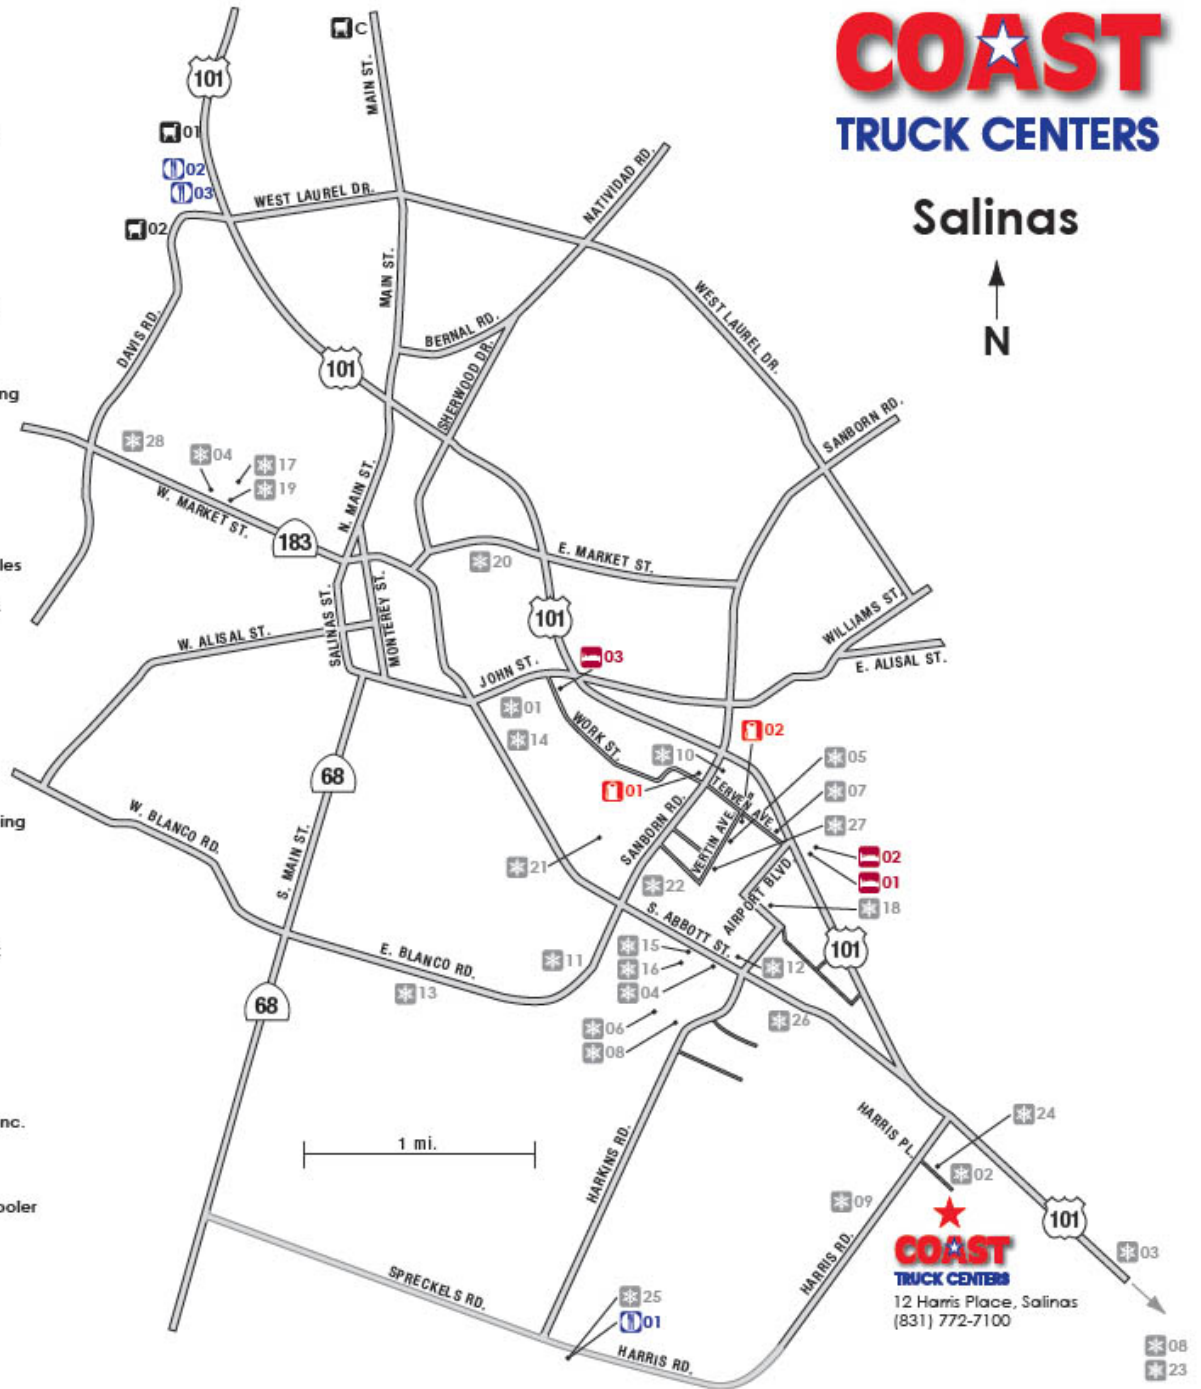 COAST
TRUCK CENTERS
Salinas
N
C
MAIN ST.
101
01
02
03
WEST LAUREL DR.
NATIVIDAD RD.
02
MAIN ST.
WEST LAUREL DR.
DAVIS RD.
BERNAL RD.
101
SHERWOOD DR.
ng
SANBORN RD.
28
04
17
19
W. MARKET ST.
N. MAIN ST.
183
E. MARKET ST.
20
les
SALINAS ST.
MONTEREY ST.
101
WILLIAMS ST.
W. ALISAL ST.
E. ALISAL ST.
JOHN ST.
03
01
14
WORK ST.
02
10
05
68
01
TERVEN AVE.
07
ing
W. BLANCO RD.
SANBORN RD.
VERTIN AVE.
27
S. MAIN ST.
21
02
22
01
AIRPORT BLVD.
18
S. ABBOTT ST.
101
E. BLANCO RD.
11
15
16
12
13
04
68
26
06
08
nc.
1 mi.
HARKINS RD.
HARRIS PL.
24
02
ooler
09
101
HARRIS RD.
03
COAST
TRUCK CENTERS
12 Harris Place, Salinas
(831) 772-7100
SPRECKELS RD.
25
01
HARRIS RD.
08
23